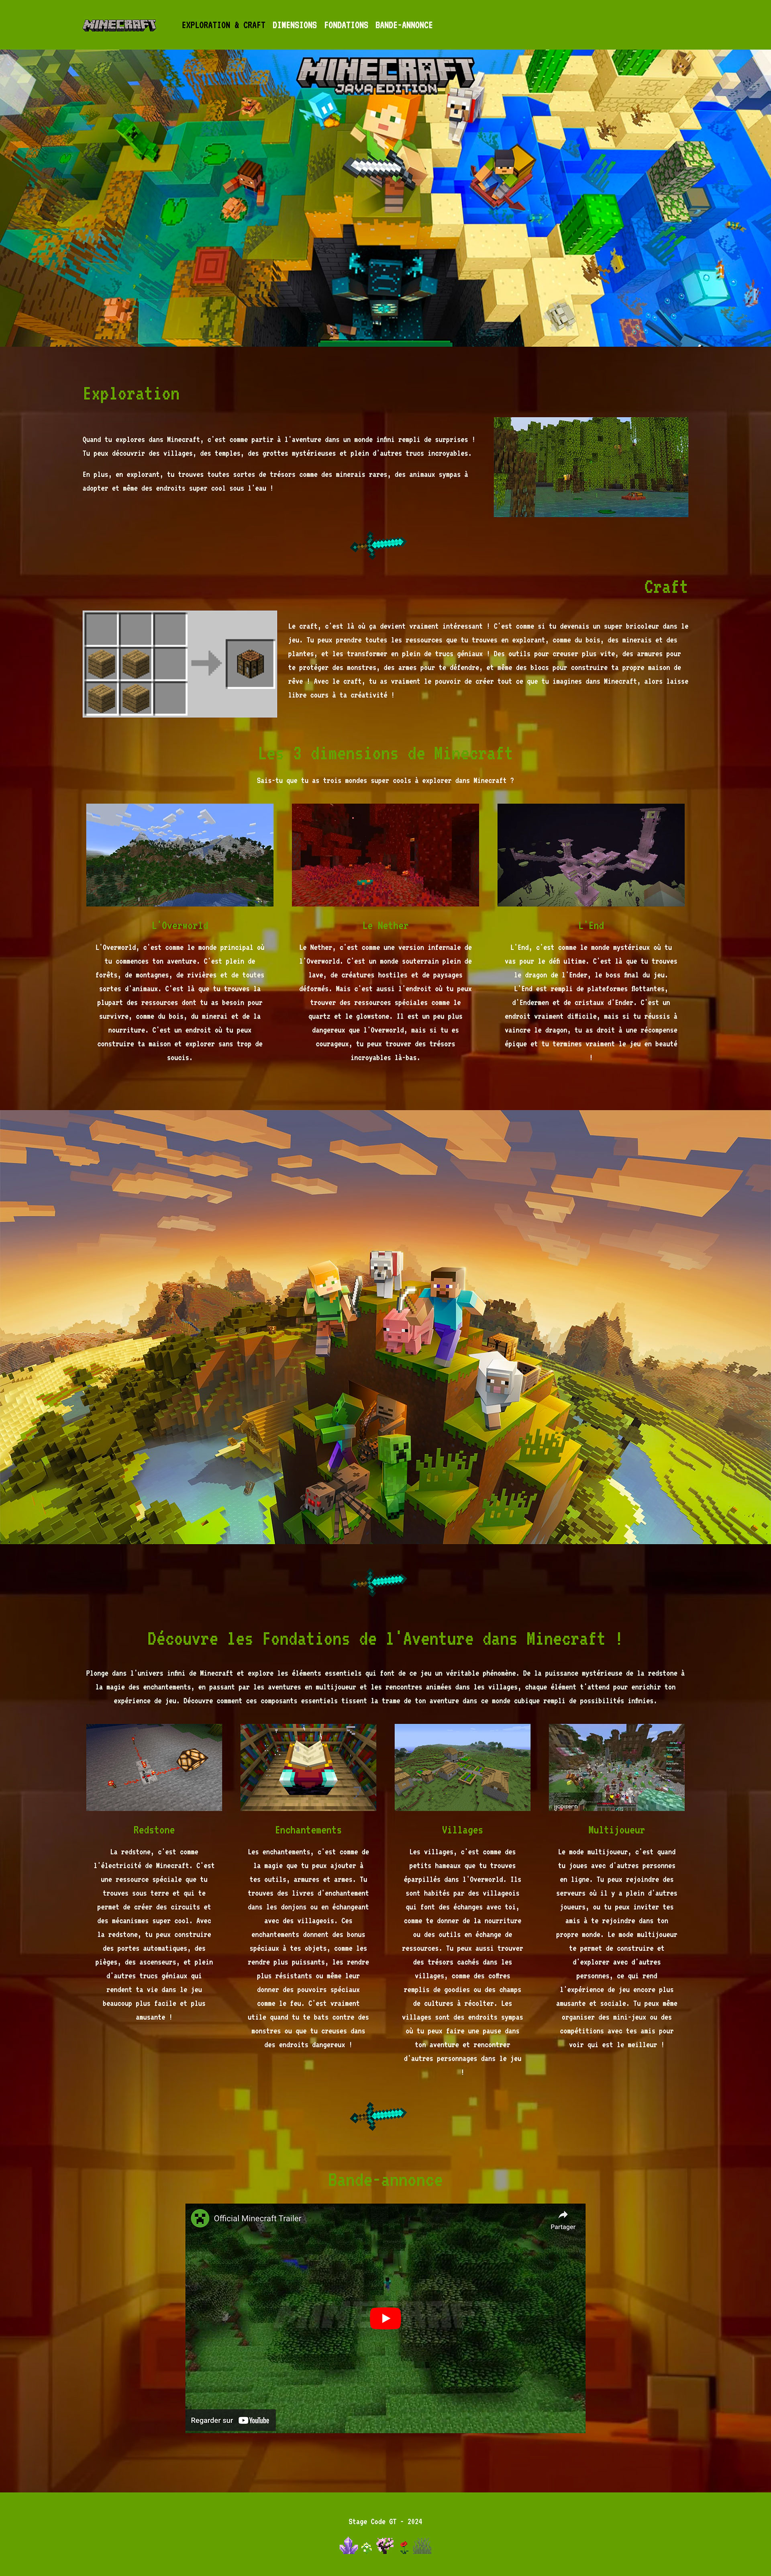 MINECRAFT
EXPLORATION & CRAFT DIMENSIONS FONDATIONS BANDE-ANNONCE
MINECRAFT
JAVA EDITION
Exploration
Quand tu explores dans Minecraft, c'est comme partir à l'aventure dans un monde infini rempli de surprises !
Tu peux découvrir des villages, des temples, des grottes mystérieuses et plein d'autres trucs incroyables.
En plus, en explorant, tu trouves toutes sortes de trésors comme des minerais rares, des animaux sympas à
adopter et même des endroits super cool sous l'eau !
Craft
Le craft, c'est là où ça devient vraiment intéressant ! C'est comme si tu devenais un super bricoleur dans le
jeu. Tu peux prendre toutes les ressources que tu trouves en explorant, comme du bois, des minerais et des
plantes, et les transformer en plein de trucs géniaux ! Des outils pour creuser plus vite, des armures pour
te protéger des monstres, des armes pour te défendre, et même des blocs pour construire ta propre maison de
rêve ! Avec le craft, tu as vraiment le pouvoir de créer tout ce que tu imagines dans Minecraft, alors laisse
libre cours à ta créativité !
Les 3 dimensions de Minecraft
Sais-tu que tu as trois mondes super cools à explorer dans Minecraft ?
L'Overworld
L'Overworld, c'est comme le monde principal où
tu commences ton aventure. C'est plein de
forêts, de montagnes, de rivières et de toutes
sortes d'animaux. C'est là que tu trouves la
plupart des ressources dont tu as besoin pour
survivre, comme du bois, du minerai et de la
nourriture. C'est un endroit où tu peux
construire ta maison et explorer sans trop de
soucis.
Le Nether
Le Nether, c'est comme une version infernale de
l'Overworld. C'est un monde souterrain plein de
lave, de créatures hostiles et de paysages
déformés. Mais c'est aussi l'endroit où tu peux
trouver des ressources spéciales comme le
quartz et le glowstone. Il est un peu plus
dangereux que l'Overworld, mais si tu es
courageux, tu peux trouver des trésors
incroyables là-bas.
L'End
L'End, c'est comme le monde mystérieux où tu
vas pour le défi ultime. C'est là que tu trouves
le dragon de l'Ender, le boss final du jeu.
L'End est rempli de plateformes flottantes,
d'Endermen et de cristaux d'Ender. C'est un
endroit vraiment difficile, mais si tu réussis à
vaincre le dragon, tu as droit à une récompense
épique et tu termines vraiment le jeu en beauté
!
Découvre les Fondations de l'Aventure dans Minecraft !
Plonge dans l'univers infini de Minecraft et explore les éléments essentiels qui font de ce jeu un véritable phénomène. De la puissance mystérieuse de la redstone à
la magie des enchantements, en passant par les aventures en multijoueur et les rencontres animées dans les villages, chaque élément t'attend pour enrichir ton
expérience de jeu. Découvre comment ces composants essentiels tissent la trame de ton aventure dans ce monde cubique rempli de possibilités infinies.
Redstone
La redstone, c'est comme
l'électricité de Minecraft. C'est
une ressource spéciale que tu
trouves sous terre et qui te
permet de créer des circuits et
des mécanismes super cool. Avec
la redstone, tu peux construire
des portes automatiques, des
pièges, des ascenseurs, et plein
d'autres trucs géniaux qui
rendent ta vie dans le jeu
beaucoup plus facile et plus
amusante !
Enchantements
Les enchantements, c'est comme de
la magie que tu peux ajouter à
tes outils, armures et armes. Tu
trouves des livres d'enchantement
dans les donjons ou en échangeant
avec des villageois. Ces
enchantements donnent des bonus
spéciaux à tes objets, comme les
rendre plus puissants, les rendre
plus résistants ou même leur
donner des pouvoirs spéciaux
comme le feu. C'est vraiment
utile quand tu te bats contre des
monstres ou que tu creuses dans
des endroits dangereux !
Villages
Les villages, c'est comme des
petits hameaux que tu trouves
éparpillés dans l'Overworld. Ils
sont habités par des villageois
qui font des échanges avec toi,
comme te donner de la nourriture
ou des outils en échange de
ressources. Tu peux aussi trouver
des trésors cachés dans les
villages, comme des coffres
remplis de goodies ou des champs
de cultures à récolter. Les
villages sont des endroits sympas
où tu peux faire une pause dans
ton aventure et rencontrer
d'autres personnages dans le jeu
!
Multijoueur
Le mode multijoueur, c'est quand
tu joues avec d'autres personnes
en ligne. Tu peux rejoindre des
serveurs où il y a plein d'autres
joueurs, ou tu peux inviter tes
amis à te rejoindre dans ton
propre monde. Le mode multijoueur
te permet de construire et
d'explorer avec d'autres
personnes, ce qui rend
l'expérience de jeu encore plus
amusante et sociale. Tu peux même
organiser des mini-jeux ou des
compétitions avec tes amis pour
voir qui est le meilleur !
Bande-annonce
Official Minecraft Trailer
Partager
MINECRAFT
Regarder sur YouTube
Stage Code GT - 2024